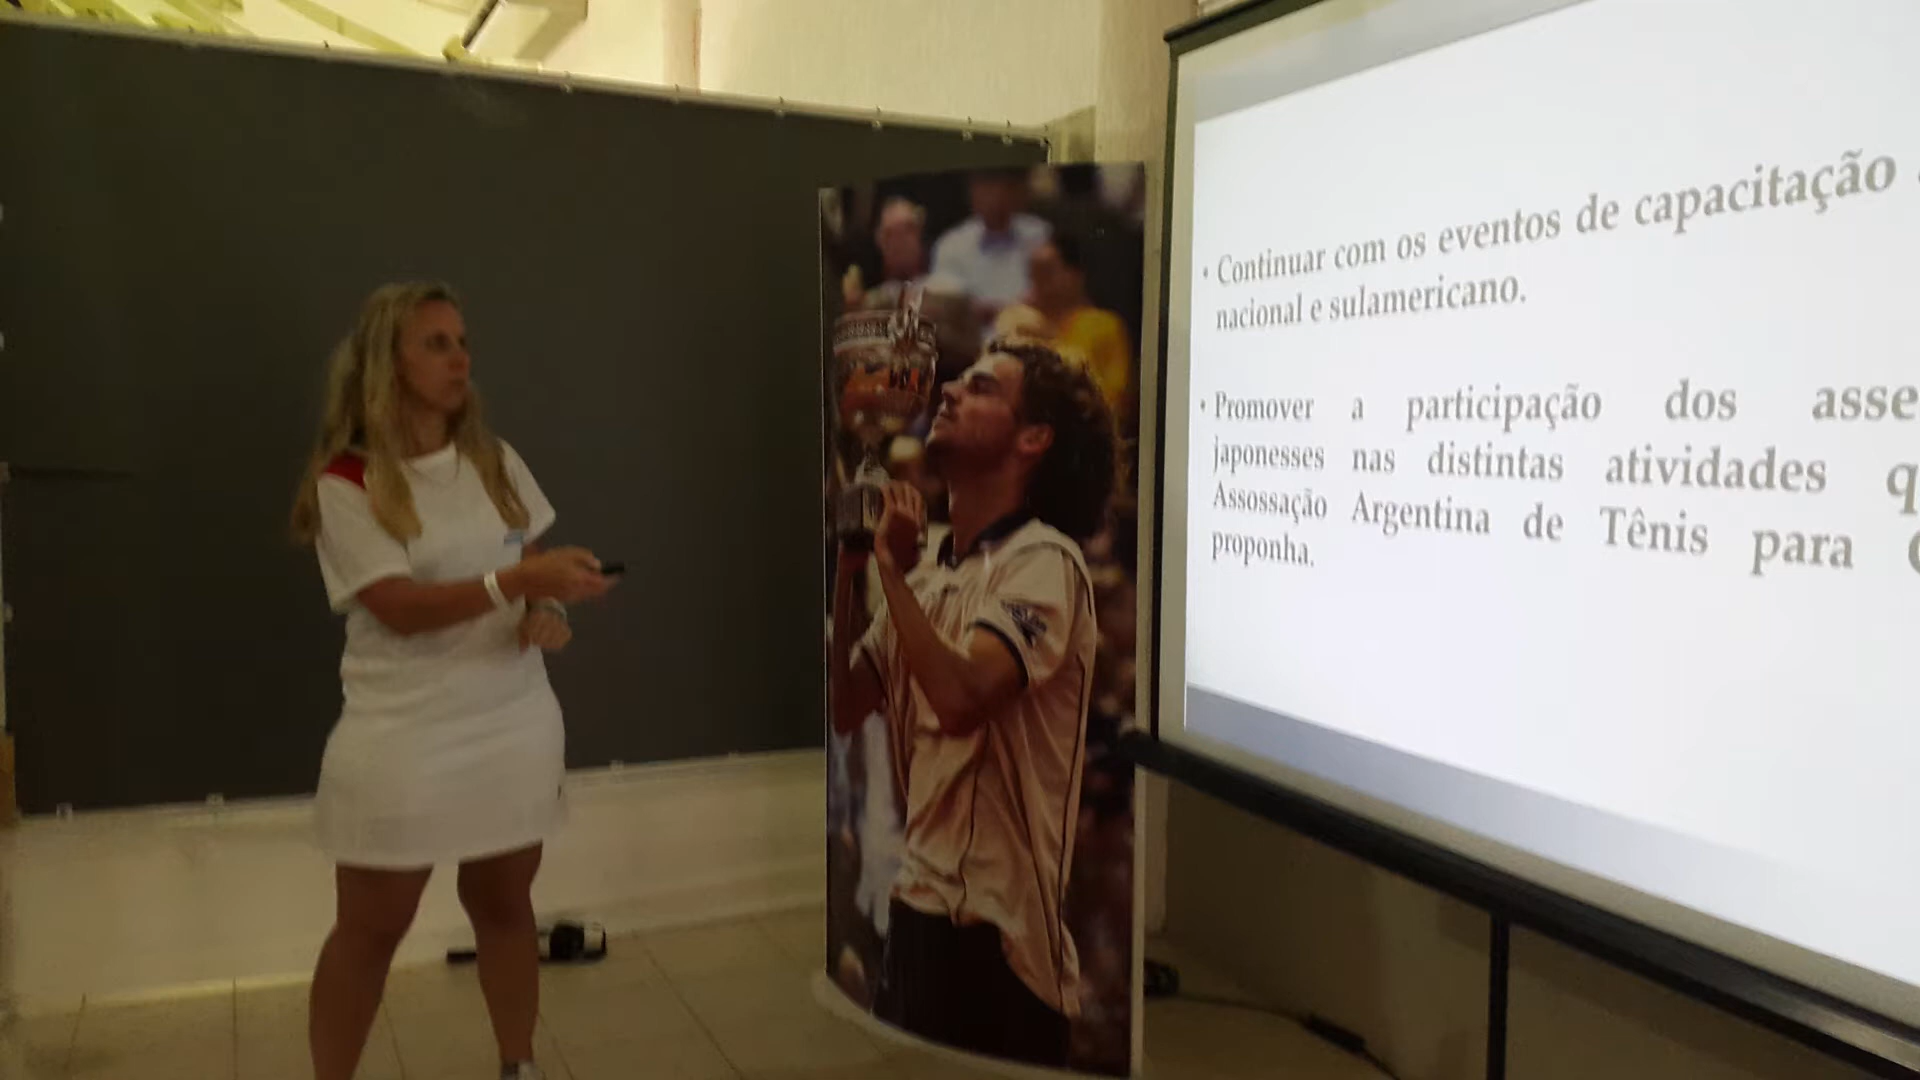 • Continuar com os eventos de capacitação
nacional e sulamericano.
• Promover a participação dos asse
japonesses nas distintas atividades q
Assossação Argentina de Tênis para
proponha.